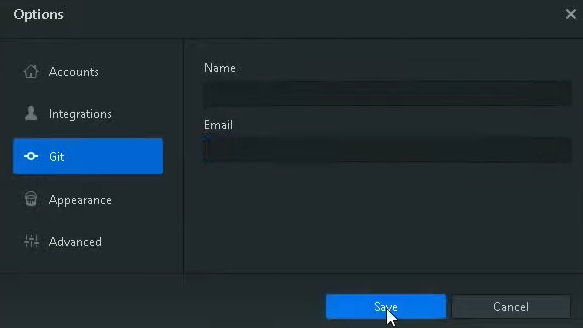 Options
Accounts
Integrations
Git
Appearance
Advanced
Name
Email
Save
Cancel